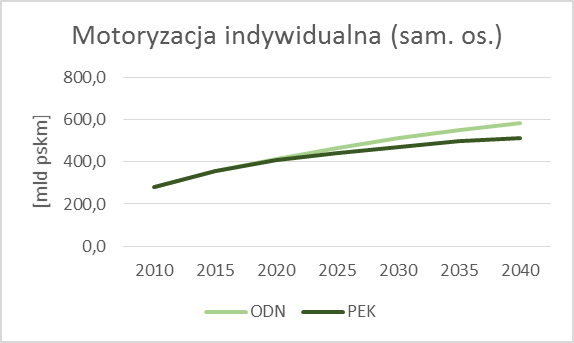 Motoryzacja indywidualna (sam. os.)
[mld pskm]
800,0
600,0
400,0
200,0
0,0
2010 2015 2020 2025 2030 2035 2040
ODN PEK